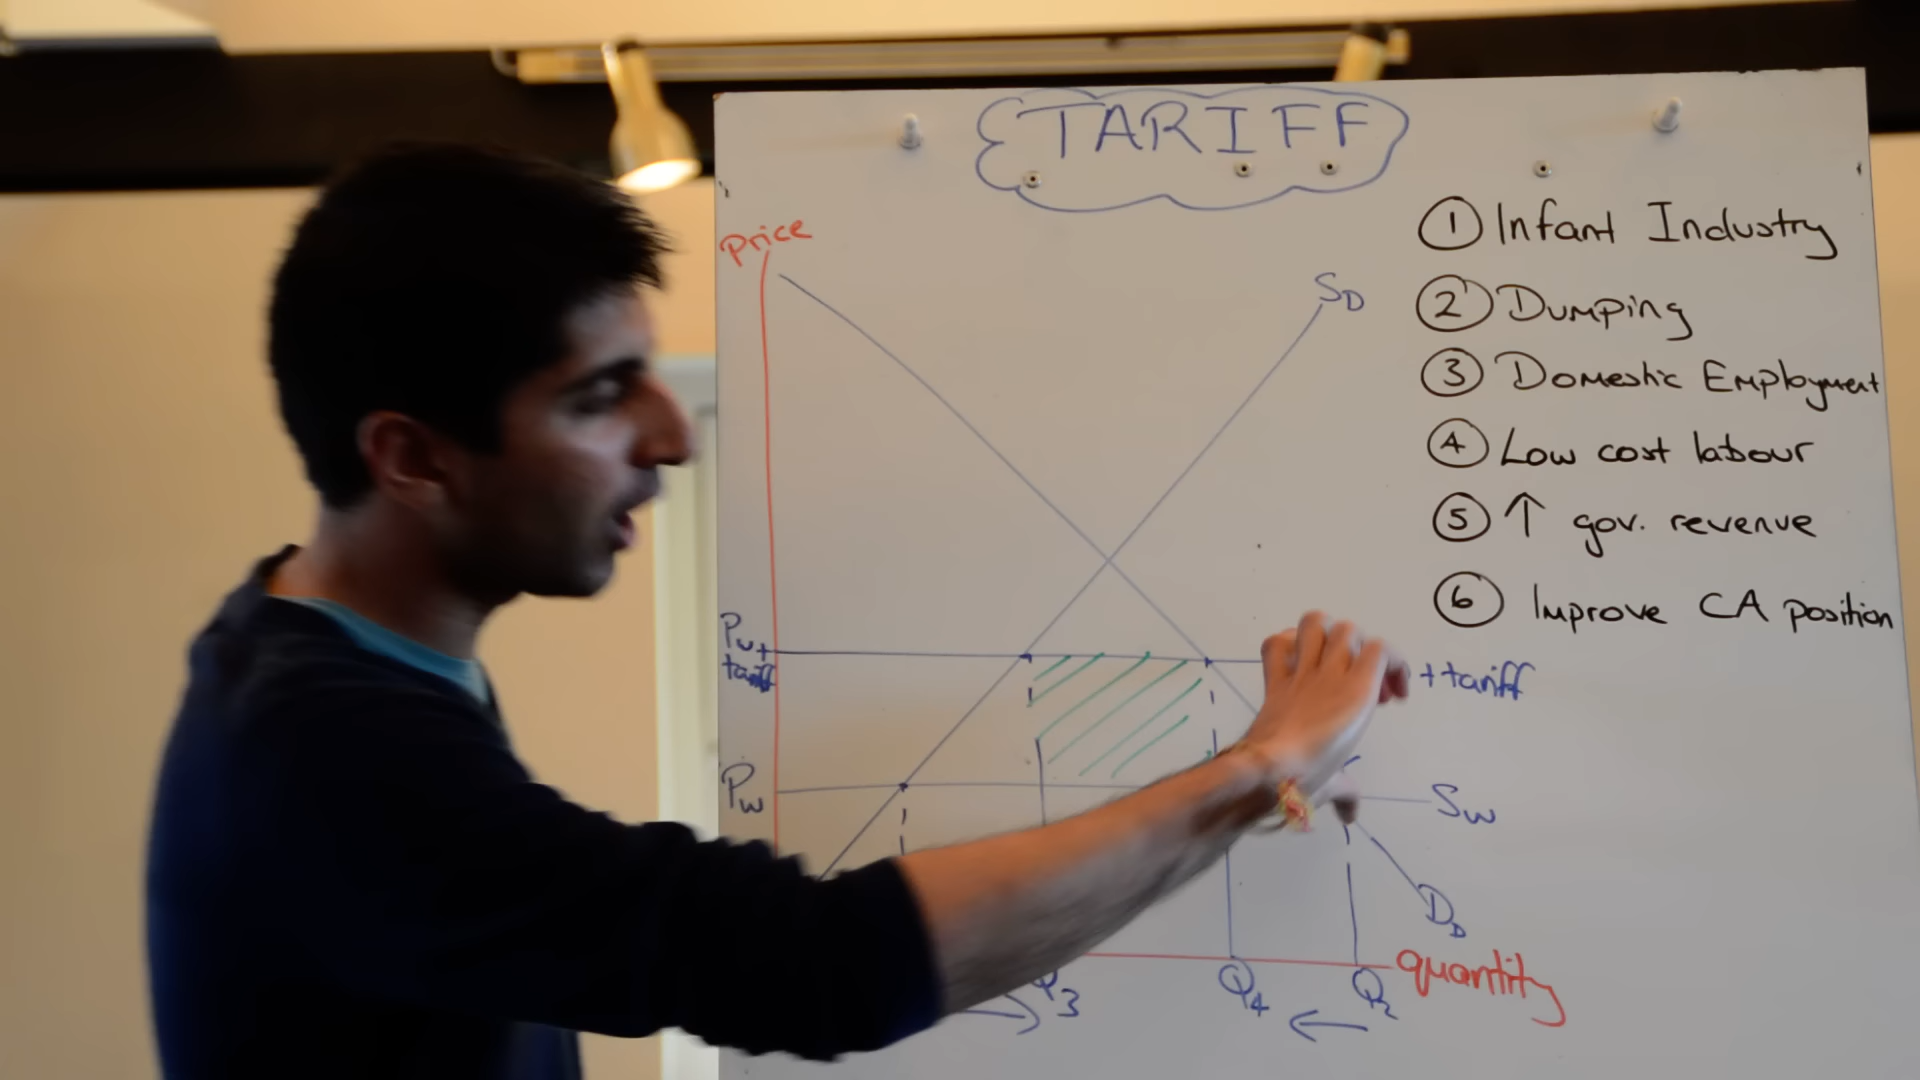 TARIFF
Price
SD
① Infant Industry
② Dumping
③ Domestic Employment
④ Low cost labour
⑤ ↑ gov. revenue
⑥ Improve CA position
PW+
tariff
+tariff
PW
SW
DD
quantity
Q4
Q2